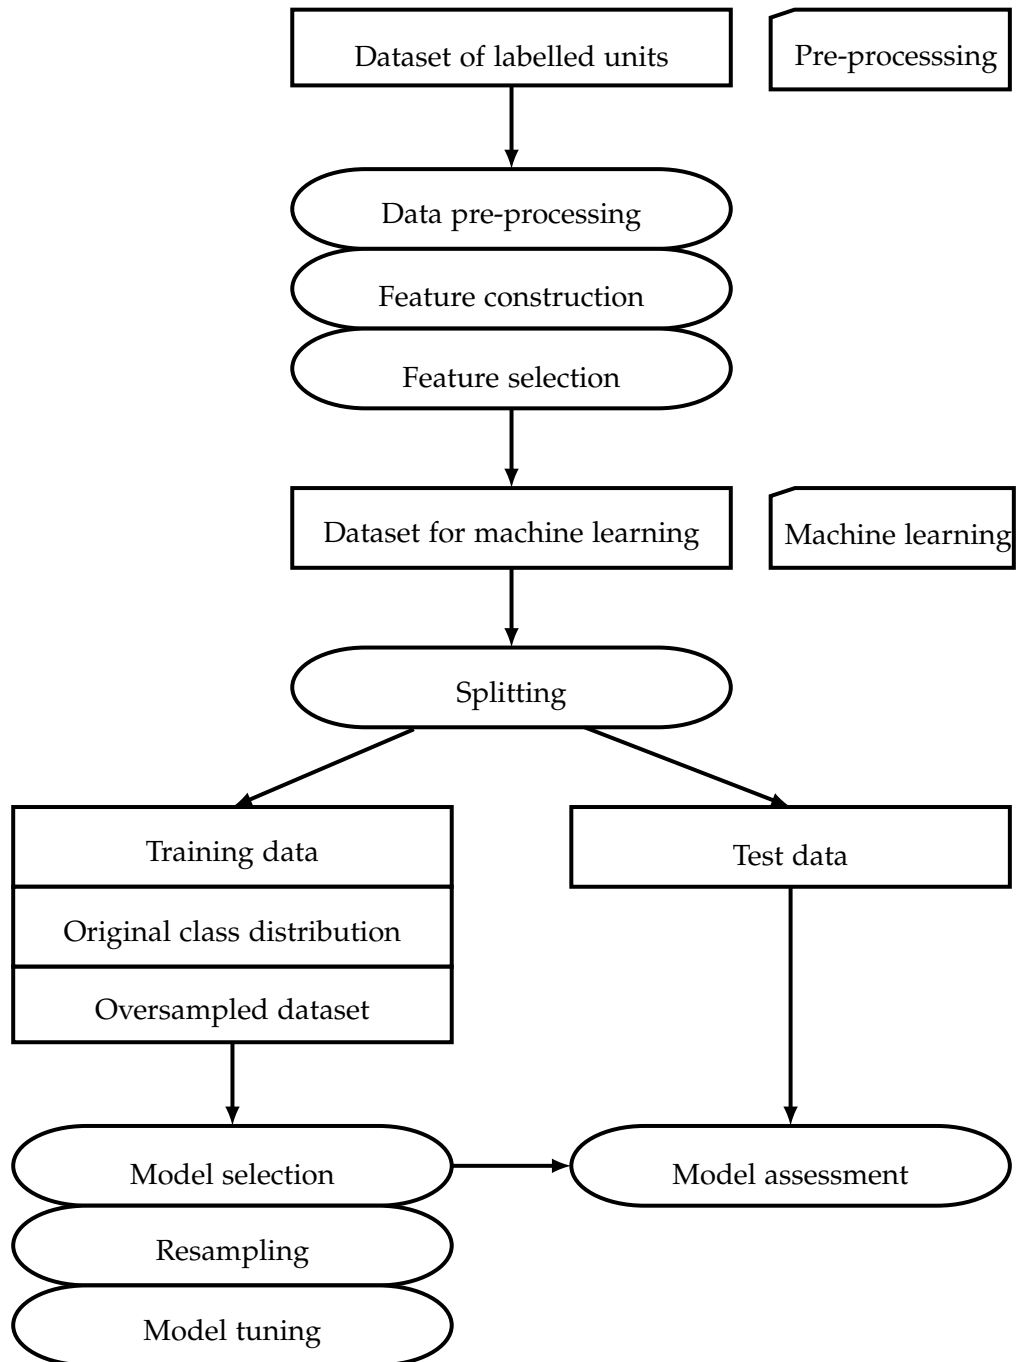 Dataset of labelled units
Pre-processsing
Data pre-processing
Feature construction
Feature selection
Dataset for machine learning
Machine learning
Splitting
Training data
Test data
Original class distribution
Oversampled dataset
Model selection
Model assessment
Resampling
Model tuning